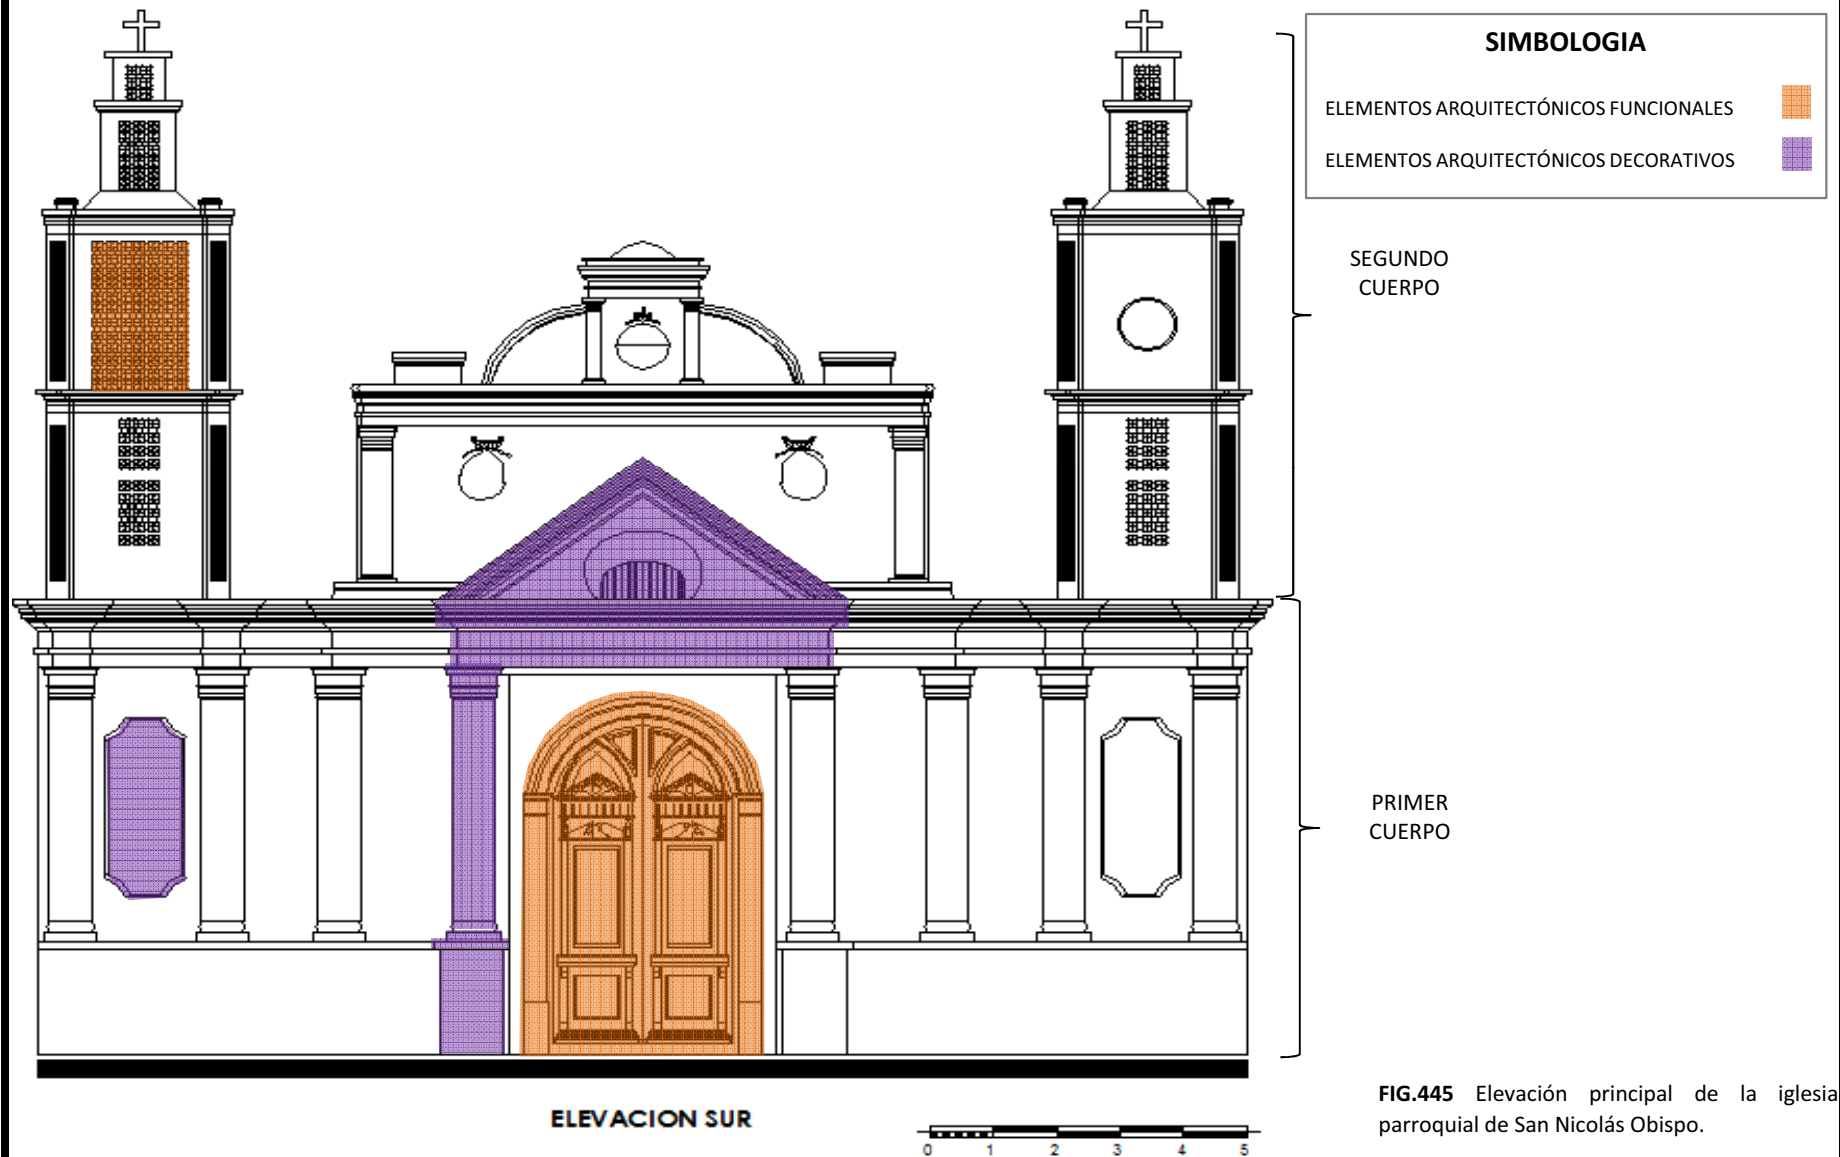 SIMBOLOGIA
ELEMENTOS ARQUITECTÓNICOS FUNCIONALES
ELEMENTOS ARQUITECTÓNICOS DECORATIVOS
SEGUNDO
CUERPO
PRIMER
CUERPO
FIG.445 Elevación principal de la iglesia
parroquial de San Nicolás Obispo.
ELEVACION SUR
0 1 2 3 4 5